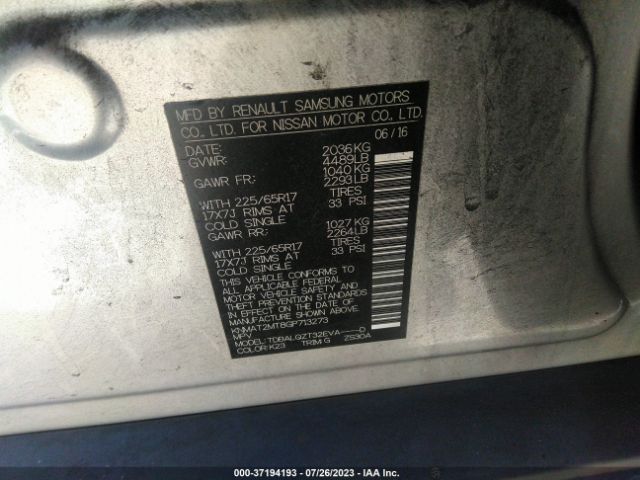 MFD BY RENAULT SAMSUNG MOTORS
CO., LTD. FOR NISSAN MOTOR CO., LTD.
DATE: 06/16
GVWR: 2036KG
4489LB
GAWR FR: 1040KG
2293LB
WITH 225/65R17 TIRES
17X7J RIMS AT 33 PSI
COLD SINGLE
GAWR RR: 1027KG
2264LB
WITH 225/65R17 TIRES
17X7J RIMS AT 33 PSI
COLD SINGLE
THIS VEHICLE CONFORMS TO
ALL APPLICABLE FEDERAL
MOTOR VEHICLE SAFETY AND
THEFT PREVENTION STANDARDS
IN EFFECT ON THE DATE OF
MANUFACTURE SHOWN ABOVE.
KNMAT2MT8GP713273
MPV
MODEL: TDBALGZT32EVA----D
COLOR: K23 TRIM G ZS30A
000-37194193 - 07/26/2023 - IAA Inc.